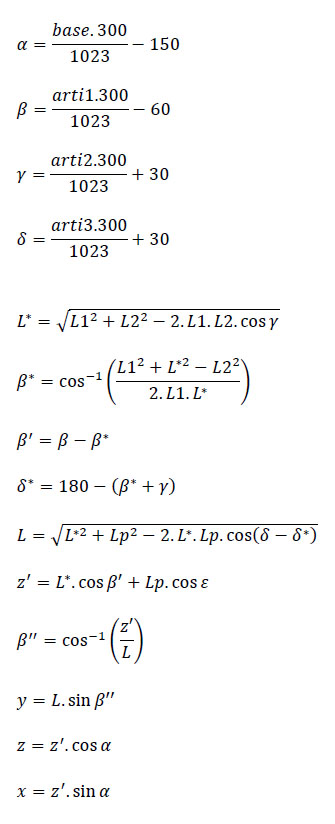 α = base.300/1023 − 150
β = arti1.300/1023 − 60
γ = arti2.300/1023 + 30
δ = arti3.300/1023 + 30
L* = √(L1² + L2² − 2.L1.L2.cos γ)
β* = cos⁻¹((L1² + L*² − L2²)/(2.L1.L*))
β′ = β − β*
δ* = 180 − (β* + γ)
L = √(L*² + Lp² − 2.L*.Lp.cos(δ − δ*))
z′ = L*.cos β′ + Lp.cos ε
β′′ = cos⁻¹(z′/L)
y = L.sin β′′
z = z′.cos α
x = z′.sin α